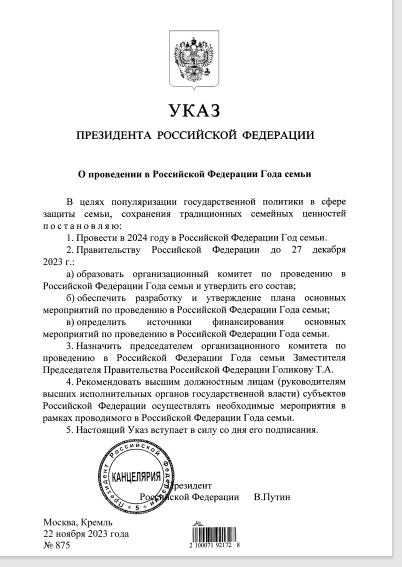 УКАЗ
ПРЕЗИДЕНТА РОССИЙСКОЙ ФЕДЕРАЦИИ
О проведении в Российской Федерации Года семьи
В целях популяризации государственной политики в сфере
защиты семьи, сохранения традиционных семейных ценностей
постановляю:
1. Провести в 2024 году в Российской Федерации Год семьи.
2. Правительству Российской Федерации до 27 декабря
2023 г.:
а) образовать организационный комитет по проведению в
Российской Федерации Года семьи и утвердить его состав;
б) обеспечить разработку и утверждение плана основных
мероприятий по проведению в Российской Федерации Года семьи;
в) определить источники финансирования основных
мероприятий по проведению в Российской Федерации Года семьи.
3. Назначить председателем организационного комитета по
проведению в Российской Федерации Года семьи Заместителя
Председателя Правительства Российской Федерации Голикову Т.А.
4. Рекомендовать высшим должностным лицам (руководителям
высших исполнительных органов государственной власти) субъектов
Российской Федерации осуществлять необходимые мероприятия в
рамках проводимого в Российской Федерации Года семьи.
5. Настоящий Указ вступает в силу со дня его подписания.
Президент Российской Федерации
* 5 *
КАНЦЕЛЯРИЯ
Президент
Российской Федерации В.Путин
Москва, Кремль
22 ноября 2023 года
№ 875
2 100071 92172 8